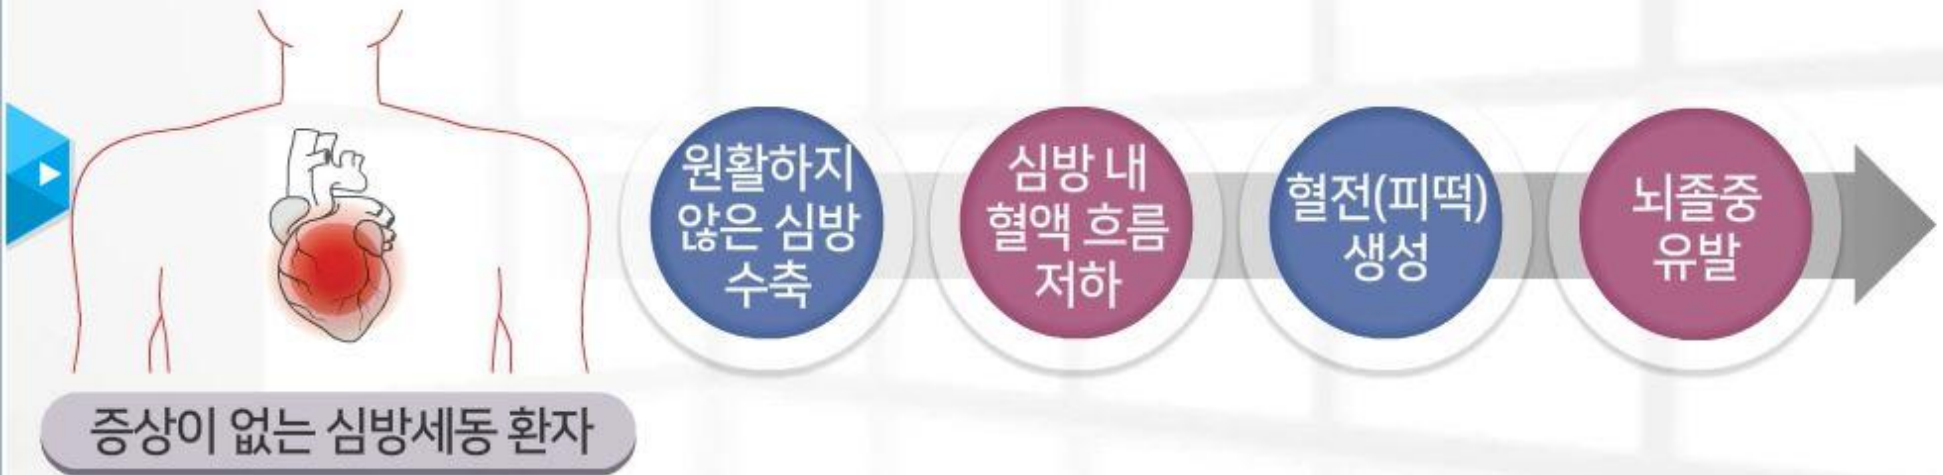 원활하지
않은 심방
수축
심방 내
혈액 흐름
저하
혈전(피떡)
생성
뇌졸중
유발
증상이 없는 심방세동 환자